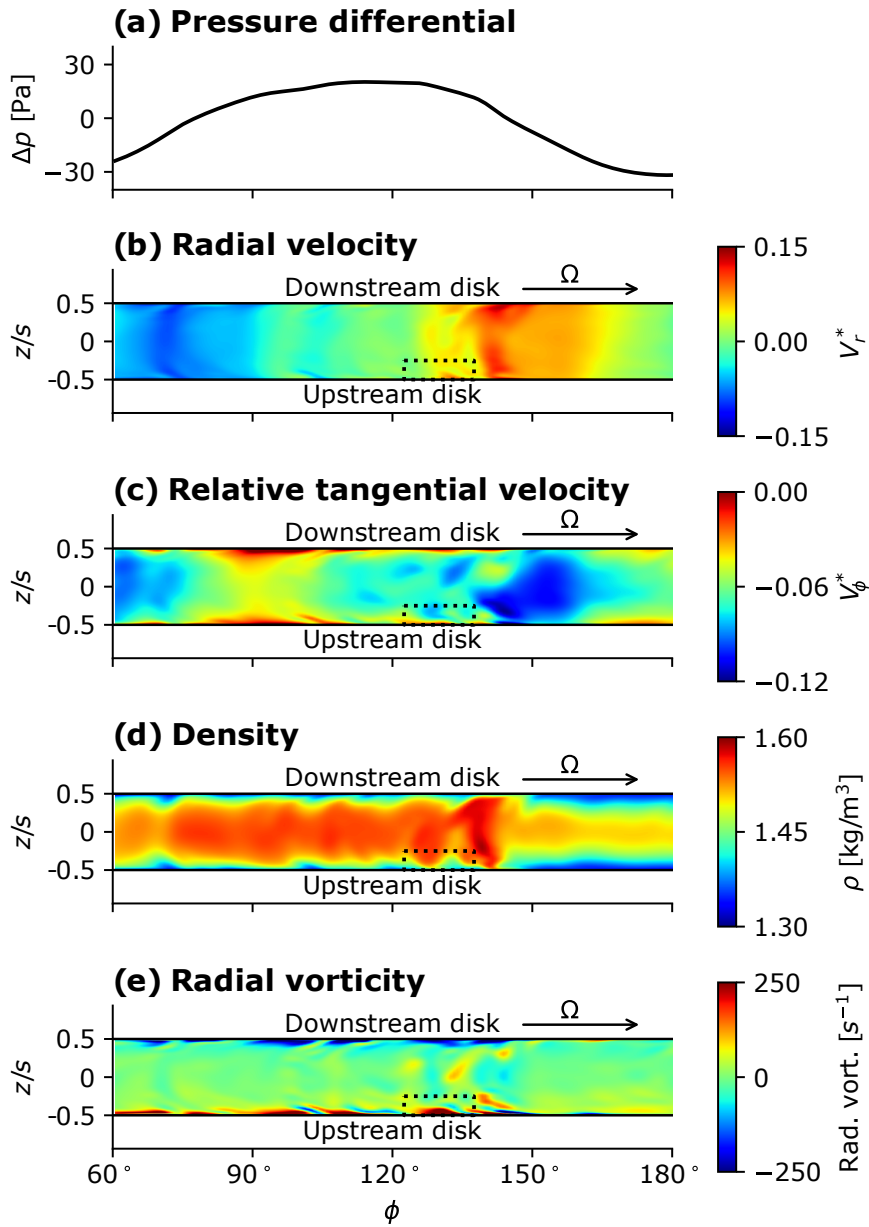 (a) Pressure differential
30
0
−30
Δp [Pa]
(b) Radial velocity
Downstream disk
Ω
0.5
0
-0.5
z/s
Upstream disk
0.15
0.00
−0.15
V_r^*
(c) Relative tangential velocity
Downstream disk
Ω
0.5
0
-0.5
z/s
Upstream disk
0.00
−0.06
−0.12
V_ϕ^*
(d) Density
Downstream disk
Ω
0.5
0
-0.5
z/s
Upstream disk
1.60
1.45
1.30
ρ [kg/m³]
(e) Radial vorticity
Downstream disk
Ω
0.5
0
-0.5
z/s
Upstream disk
250
0
−250
Rad. vort. [s⁻¹]
60° 90° 120° 150° 180°
ϕ